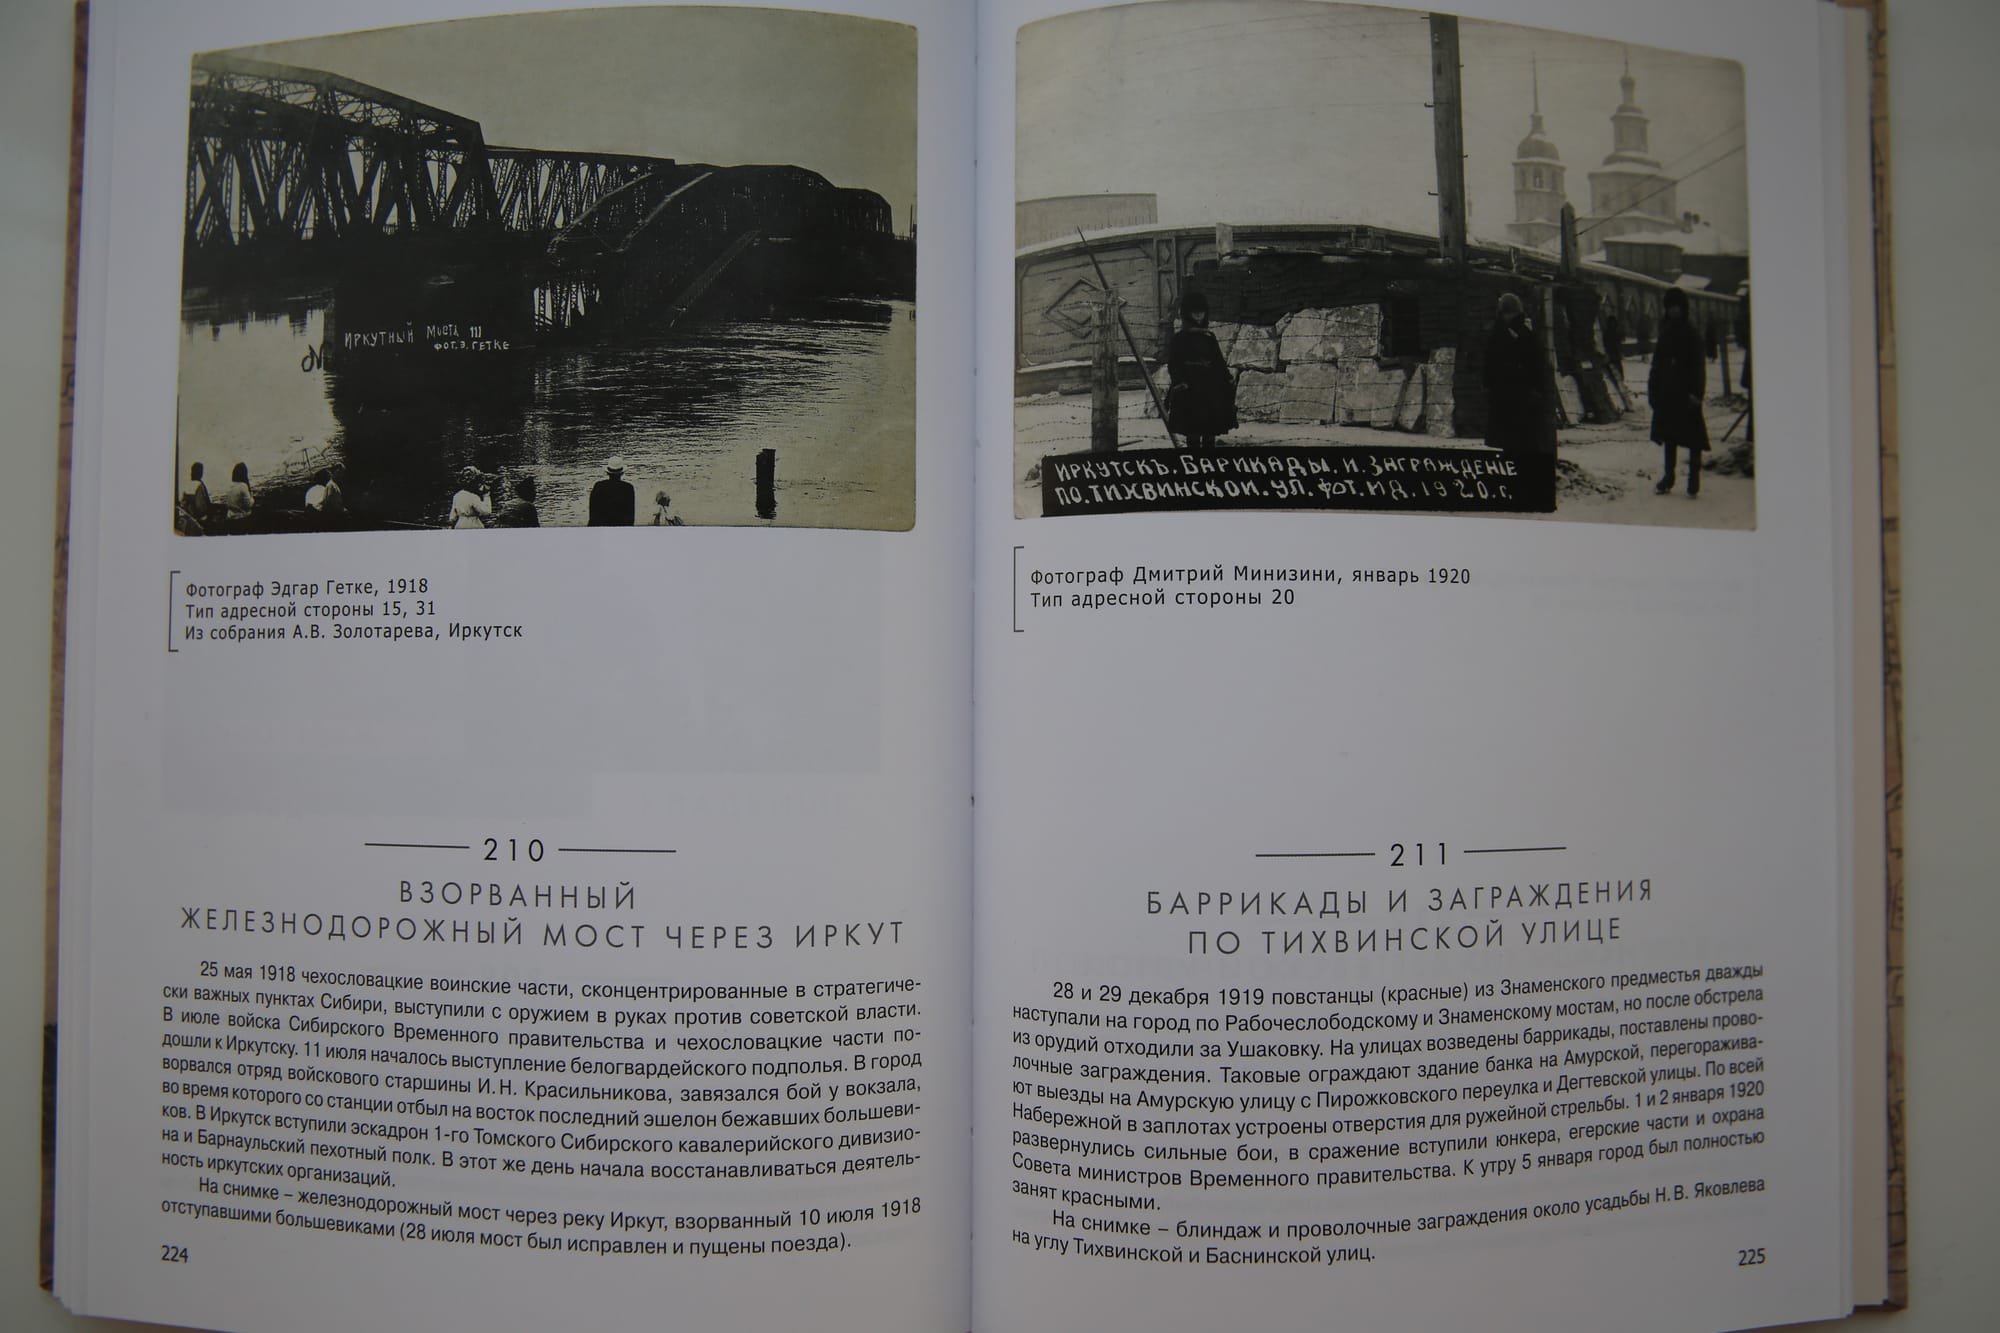 ИРКУТНЫЙ МОСТЪ III
ФОТ. Э. ГЕТКЕ
Фотограф Эдгар Гетке, 1918
Тип адресной стороны 15, 31
Из собрания А.В. Золотарева, Иркутск
210
ВЗОРВАННЫЙ
ЖЕЛЕЗНОДОРОЖНЫЙ МОСТ ЧЕРЕЗ ИРКУТ
25 мая 1918 чехословацкие воинские части, сконцентрированные в стратегиче-
ски важных пунктах Сибири, выступили с оружием в руках против советской власти.
В июле войска Сибирского Временного правительства и чехословацкие части по-
дошли к Иркутску. 11 июля началось выступление белогвардейского подполья. В город
ворвался отряд войскового старшины И. Н. Красильникова, завязался бой у вокзала,
во время которого со станции отбыл на восток последний эшелон бежавших большеви-
ков. В Иркутск вступили эскадрон 1-го Томского Сибирского кавалерийского дивизио-
на и Барнаульский пехотный полк. В этот же день начала восстанавливаться деятель-
ность иркутских организаций.
На снимке – железнодорожный мост через реку Иркут, взорванный 10 июля 1918
отступавшими большевиками (28 июля мост был исправлен и пущены поезда).
224
ИРКУТСКЪ. БАРИКАДЫ. И. ЗАГРАЖДЕНІЕ
ПО. ТИХВИНСКОЙ. УЛ. ФОТ. М.Д. 1920. г.
Фотограф Дмитрий Минизини, январь 1920
Тип адресной стороны 20
211
БАРРИКАДЫ И ЗАГРАЖДЕНИЯ
ПО ТИХВИНСКОЙ УЛИЦЕ
28 и 29 декабря 1919 повстанцы (красные) из Знаменского предместья дважды
наступали на город по Рабочеслободскому и Знаменскому мостам, но после обстрела
из орудий отходили за Ушаковку. На улицах возведены баррикады, поставлены прово-
лочные заграждения. Таковые ограждают здание банка на Амурской, перегоражива-
ют выезды на Амурскую улицу с Пирожковского переулка и Дегтевской улицы. По всей
Набережной в заплотах устроены отверстия для ружейной стрельбы. 1 и 2 января 1920
развернулись сильные бои, в сражение вступили юнкера, егерские части и охрана
Совета министров Временного правительства. К утру 5 января город был полностью
занят красными.
На снимке – блиндаж и проволочные заграждения около усадьбы Н. В. Яковлева
на углу Тихвинской и Баснинской улиц.
225